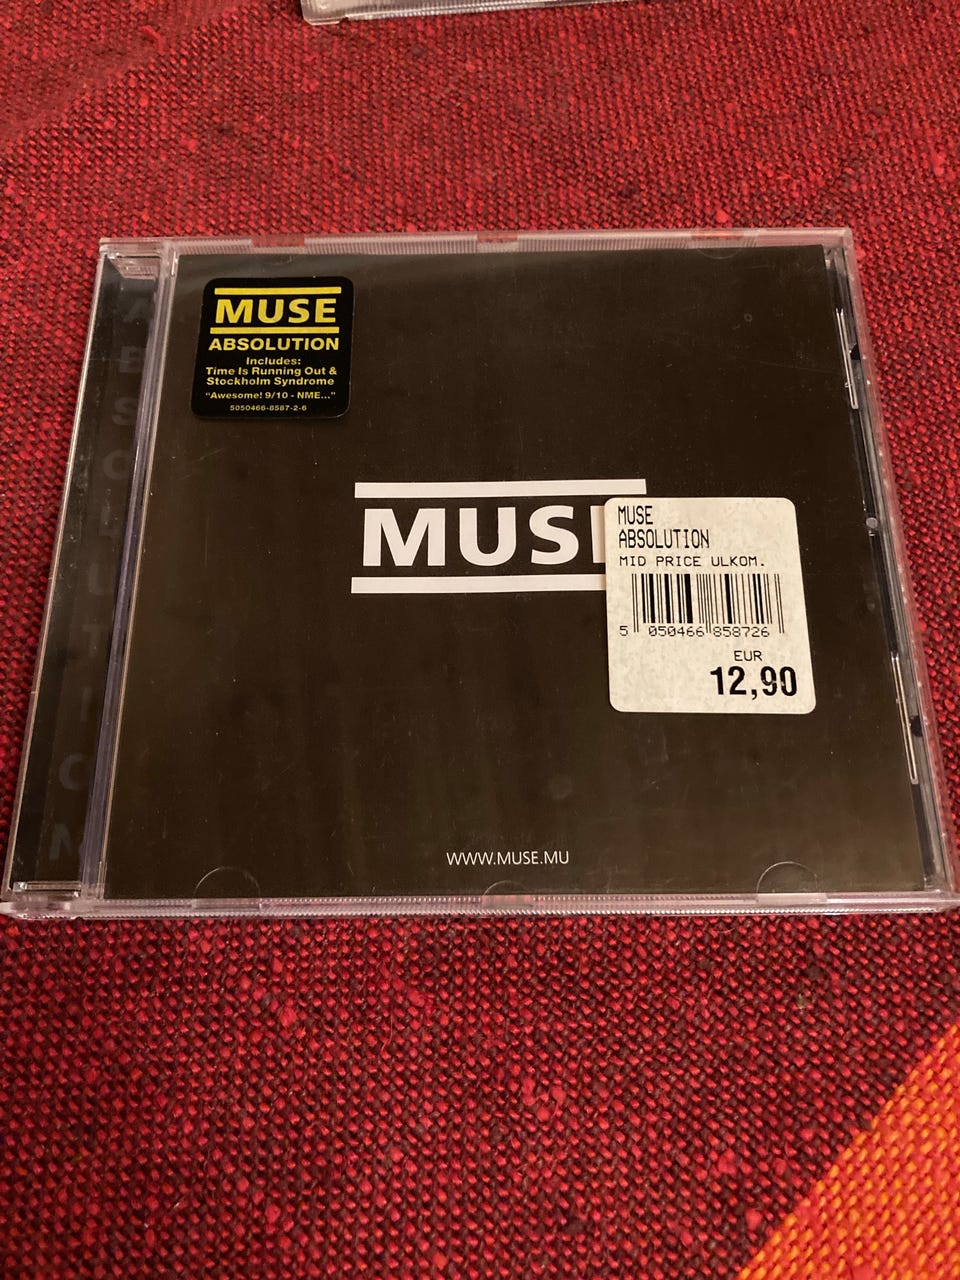 MUSE
ABSOLUTION
Includes:
Time Is Running Out &
Stockholm Syndrome
"Awesome! 9/10 - NME..."
5050466-8587-2-6
MUSE
MUSE
ABSOLUTION
MID PRICE ULKOM.
5 050466 858726
EUR
12,90
WWW.MUSE.MU
ABSOLUTION